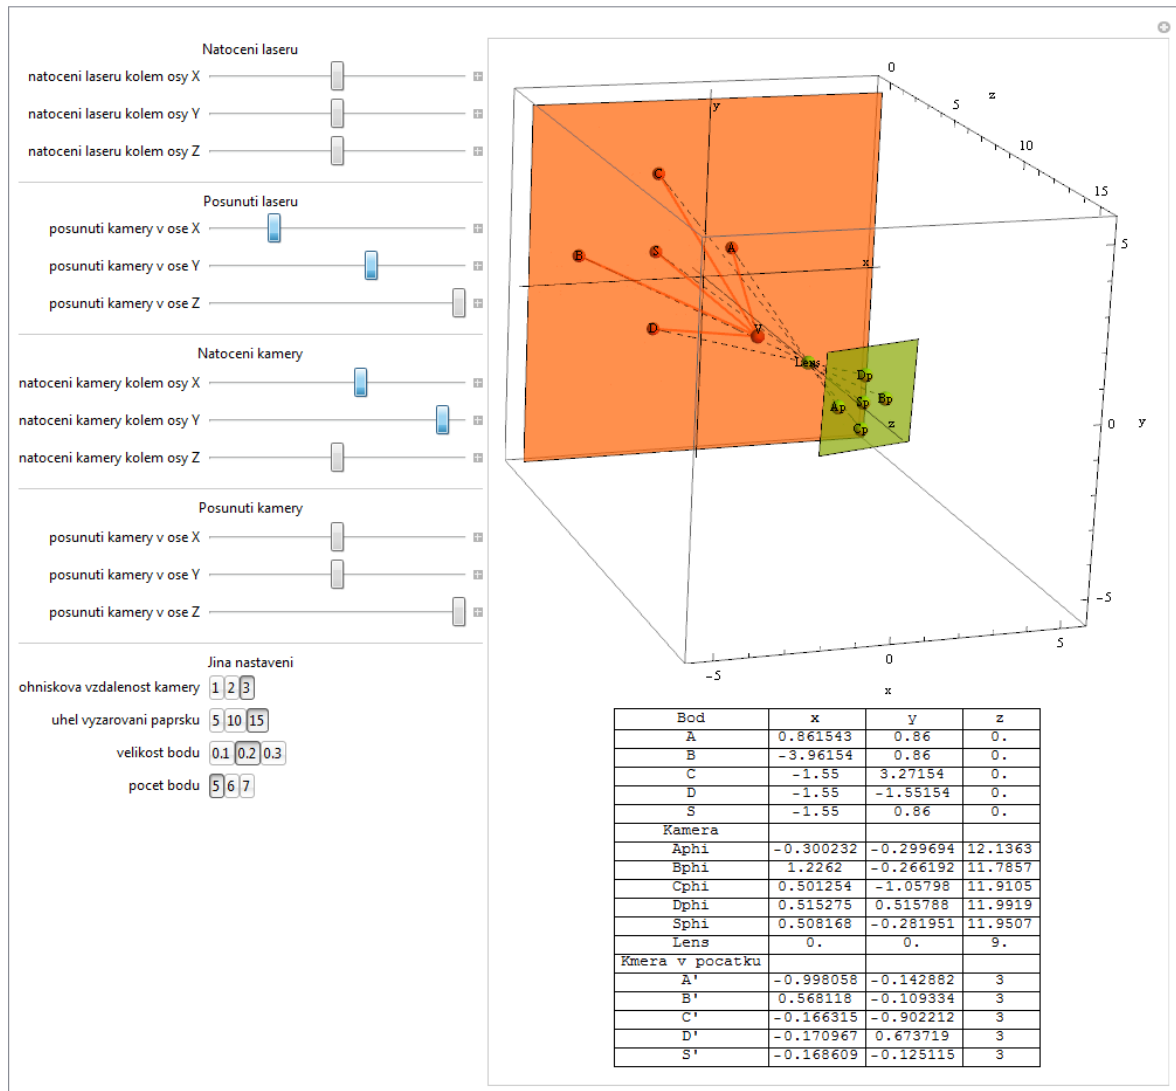 Natoceni laseru
natoceni laseru kolem osy X
natoceni laseru kolem osy Y
natoceni laseru kolem osy Z
Posunuti laseru
posunuti kamery v ose X
posunuti kamery v ose Y
posunuti kamery v ose Z
Natoceni kamery
natoceni kamery kolem osy X
natoceni kamery kolem osy Y
natoceni kamery kolem osy Z
Posunuti kamery
posunuti kamery v ose X
posunuti kamery v ose Y
posunuti kamery v ose Z
Jina nastaveni
ohniskova vzdalenost kamery 1 2 3
uhel vyzarovani paprsku 5 10 15
velikost bodu 0.1 0.2 0.3
pocet bodu 5 6 7
0
5
z
10
15
y
C
S
A
B
x
D
V
Lens
Dp
Ap
Sp
Bp
Cp
z
5
0
y
-5
5
0
-5
x
Bod x y z
A 0.861543 0.86 0.
B -3.96154 0.86 0.
C -1.55 3.27154 0.
D -1.55 -1.55154 0.
S -1.55 0.86 0.
Kamera
Aphi -0.300232 -0.299694 12.1363
Bphi 1.2262 -0.266192 11.7857
Cphi 0.501254 -1.05798 11.9105
Dphi 0.515275 0.515788 11.9919
Sphi 0.508168 -0.281951 11.9507
Lens 0. 0. 9.
Kmera v pocatku
A' -0.998058 -0.142882 3
B' 0.568118 -0.109334 3
C' -0.166315 -0.902212 3
D' -0.170967 0.673719 3
S' -0.168609 -0.125115 3